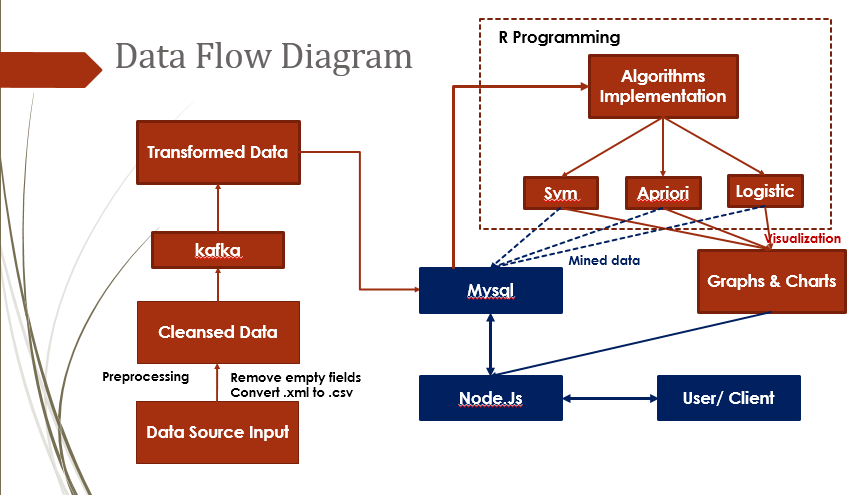 Data Flow Diagram
R Programming
Algorithms
Implementation
Transformed Data
Svm
Apriori
Logistic
kafka
Visualization
Mined data
Mysql
Graphs & Charts
Cleansed Data
Preprocessing
Remove empty fields
Convert .xml to .csv
Node.Js
User/ Client
Data Source Input